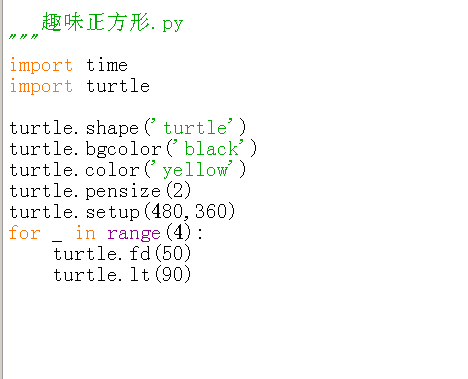 趣味正方形.py
"""
import time
import turtle

turtle.shape('turtle')
turtle.bgcolor('black')
turtle.color('yellow')
turtle.pensize(2)
turtle.setup(480,360)
for _ in range(4):
    turtle.fd(50)
    turtle.lt(90)